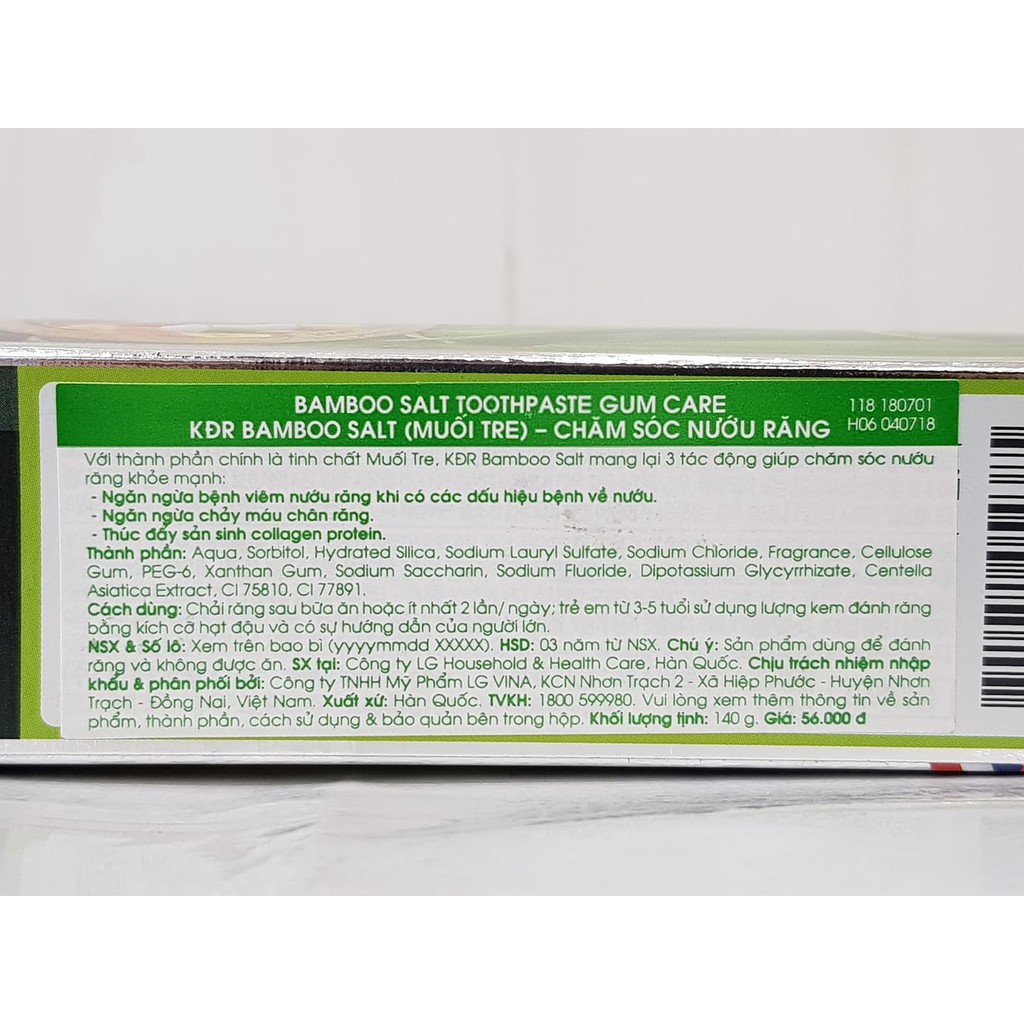 BAMBOO SALT TOOTHPASTE GUM CARE
118 180701
KĐR BAMBOO SALT (MUỐI TRE) – CHĂM SÓC NƯỚU RĂNG
H06 040718
Với thành phần chính là tinh chất Muối Tre, KĐR Bamboo Salt mang lại 3 tác động giúp chăm sóc nướu
răng khỏe mạnh:
- Ngăn ngừa bệnh viêm nướu răng khi có các dấu hiệu bệnh về nướu.
- Ngăn ngừa chảy máu chân răng.
- Thúc đẩy sản sinh collagen protein.
Thành phần: Aqua, Sorbitol, Hydrated Silica, Sodium Lauryl Sulfate, Sodium Chloride, Fragrance, Cellulose
Gum, PEG-6, Xanthan Gum, Sodium Saccharin, Sodium Fluoride, Dipotassium Glycyrrhizate, Centella
Asiatica Extract, CI 75810, CI 77891.
Cách dùng: Chải răng sau bữa ăn hoặc ít nhất 2 lần/ ngày; trẻ em từ 3-5 tuổi sử dụng lượng kem đánh răng
bằng kích cỡ hạt đậu và có sự hướng dẫn của người lớn.
NSX & Số lô: Xem trên bao bì (yyyymmdd XXXXX). HSD: 03 năm từ NSX. Chú ý: Sản phẩm dùng để đánh
răng và không được ăn. SX tại: Công ty LG Household & Health Care, Hàn Quốc. Chịu trách nhiệm nhập
khẩu & phân phối bởi: Công ty TNHH Mỹ Phẩm LG VINA, KCN Nhơn Trạch 2 - Xã Hiệp Phước - Huyện Nhơn
Trạch - Đồng Nai, Việt Nam. Xuất xứ: Hàn Quốc. TVKH: 1800 599980. Vui lòng xem thêm thông tin về sản
phẩm, thành phần, cách sử dụng & bảo quản bên trong hộp. Khối lượng tịnh: 140 g. Giá: 56.000 đ